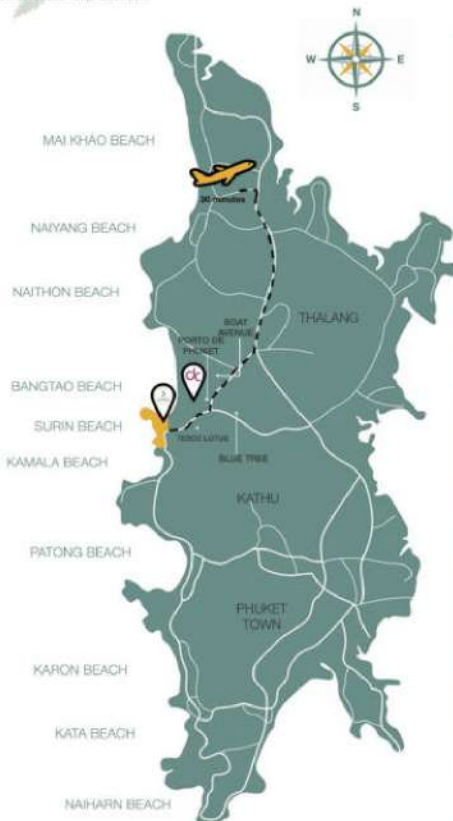 N
W
E
S
MAI KHAO BEACH
30 minutes
NAIYANG BEACH
NAITHON BEACH
THALANG
BOAT
AVENUE
PORTO DE
PHUKET
BANGTAO BEACH
dc
SURIN BEACH
TESCO LOTUS
KAMALA BEACH
BLUE TREE
KATHU
PATONG BEACH
PHUKET
TOWN
KARON BEACH
KATA BEACH
NAIHARN BEACH